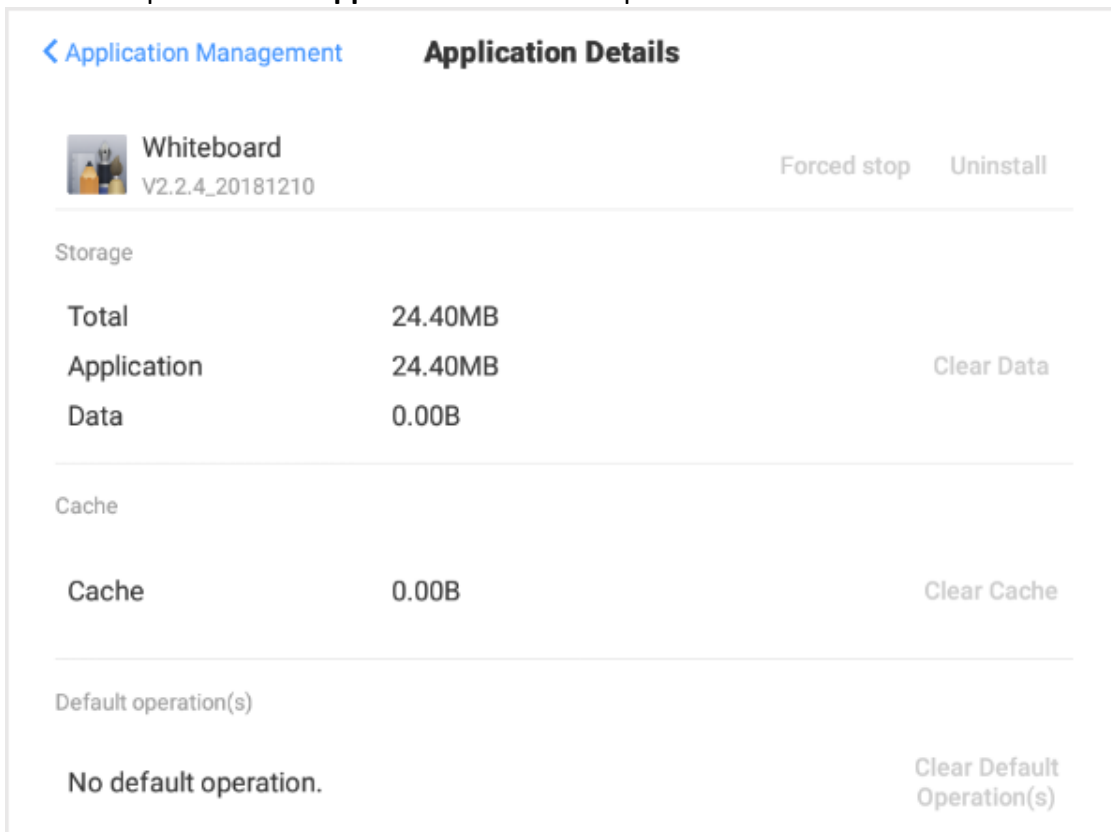 Application Management
Application Details
Whiteboard
V2.2.4_20181210
Forced stop Uninstall
Storage
Total 24.40MB
Application 24.40MB Clear Data
Data 0.00B
Cache
Cache 0.00B Clear Cache
Default operation(s)
No default operation.
Clear Default
Operation(s)